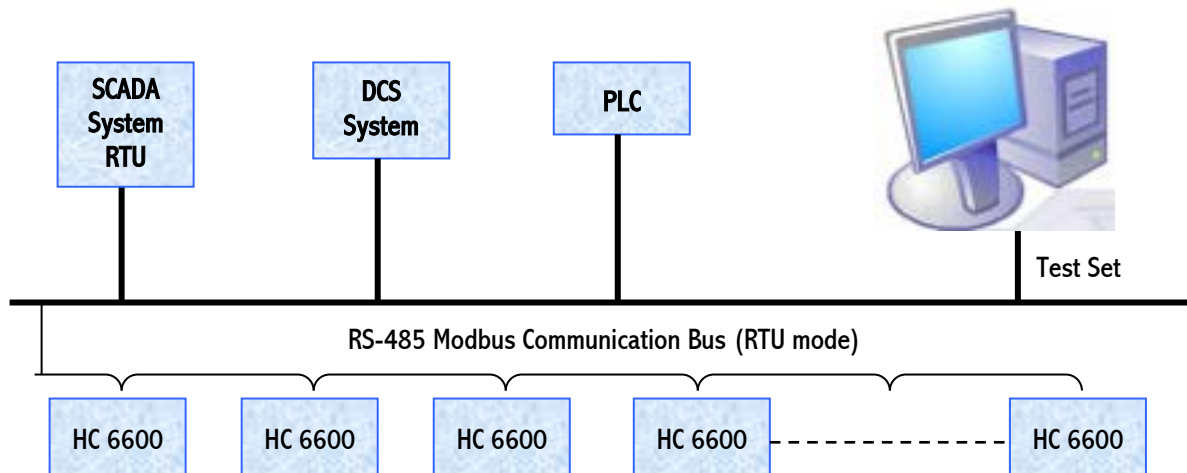 SCADA
System
RTU
DCS
System
PLC
Test Set
RS-485 Modbus Communication Bus (RTU mode)
HC 6600
HC 6600
HC 6600
HC 6600
HC 6600